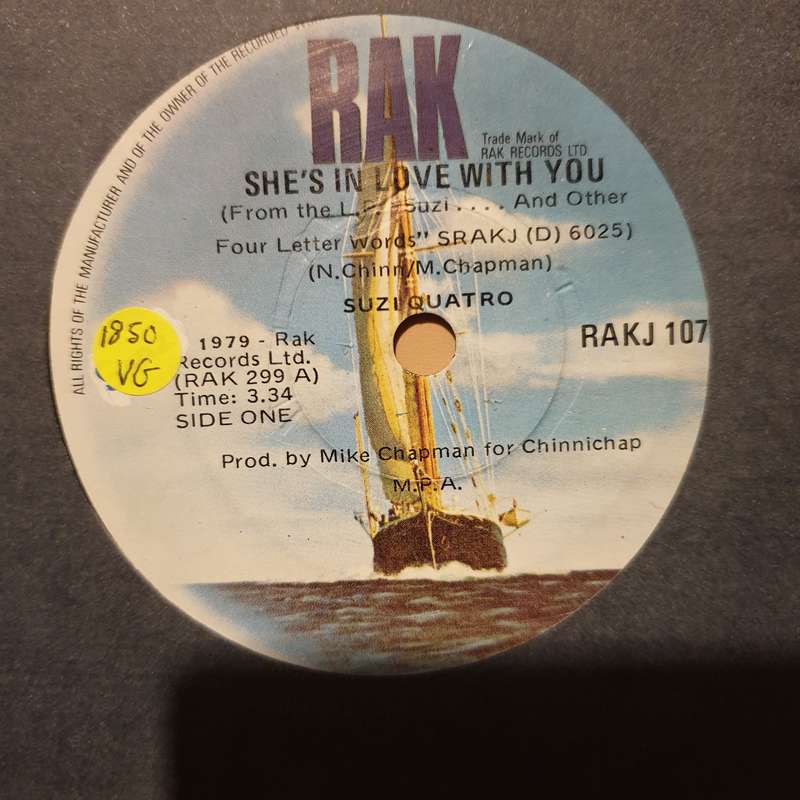 ALL RIGHTS OF THE MANUFACTURER AND OF THE OWNER OF THE RECORDED
RAK
Trade Mark of
RAK RECORDS LTD
SHE'S IN LOVE WITH YOU
(From the L.P. "Suzi .... And Other
Four Letter Words" SRAKJ (D) 6025)
(N.Chinn/M.Chapman)
SUZI QUATRO
1850
VG
1979 - Rak
Records Ltd.
(RAK 299 A)
Time: 3.34
SIDE ONE
RAKJ 107
Prod. by Mike Chapman for Chinnichap
M.P.A.